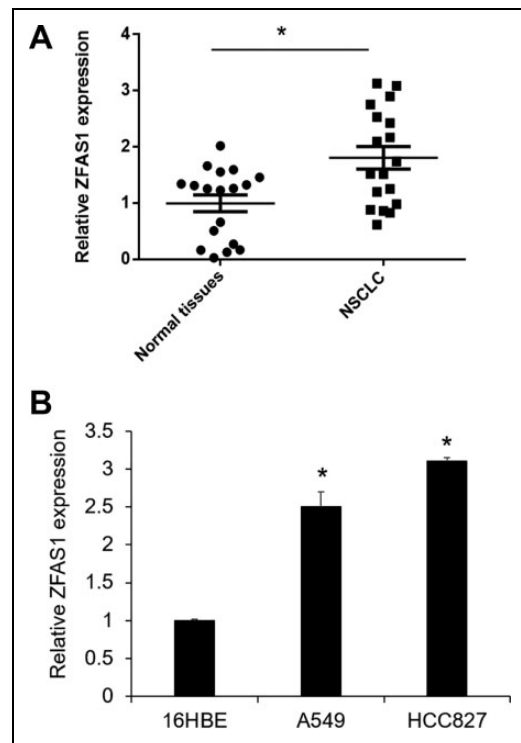 A
*
Relative ZFAS1 expression
4
3
2
1
0
Normal tissues
NSCLC
B
Relative ZFAS1 expression
3.5
3
2.5
2
1.5
1
0.5
0
*
*
16HBE
A549
HCC827